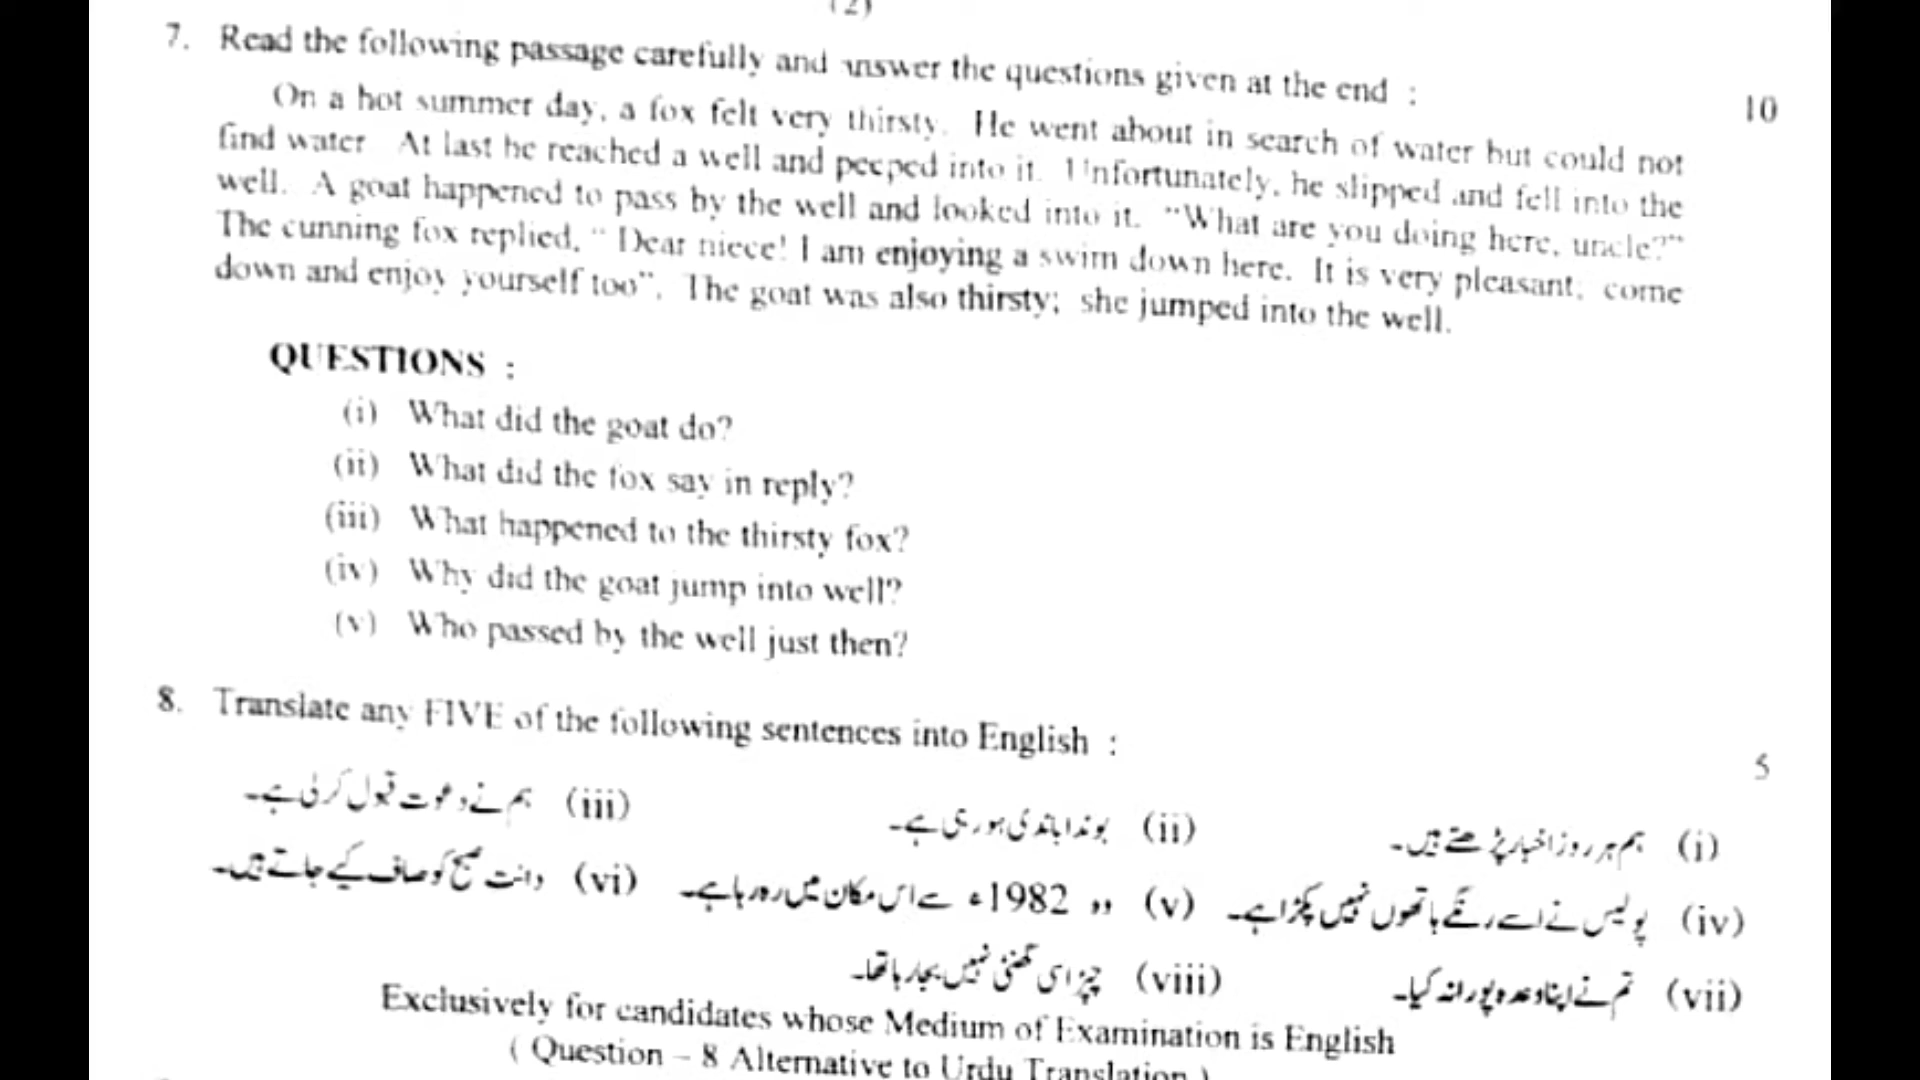 (2)
7. Read the following passage carefully and answer the questions given at the end :
10
On a hot summer day, a fox felt very thirsty. He went about in search of water but could not
find water. At last he reached a well and peeped into it. Unfortunately, he slipped and fell into the
well. A goat happened to pass by the well and looked into it. "What are you doing here, uncle?"
The cunning fox replied, " Dear niece! I am enjoying a swim down here. It is very pleasant, come
down and enjoy yourself too". The goat was also thirsty; she jumped into the well.
QUESTIONS :
(i) What did the goat do?
(ii) What did the fox say in reply?
(iii) What happened to the thirsty fox?
(iv) Why did the goat jump into well?
(v) Who passed by the well just then?
8. Translate any FIVE of the following sentences into English :
5
(i) ہم ہر روز اخبار پڑھتے ہیں۔ (ii) بوندا باندی ہو رہی ہے۔ (iii) ہم نے دعوت قبول کر لی ہے۔
(iv) پولیس نے اسے رنگے ہاتھوں نہیں پکڑا ہے۔ (v) وہ 1982ء سے اس مکان میں رہ رہا ہے۔ (vi) دانت صبح کو صاف کیے جاتے ہیں۔
(vii) تم نے اپنا وعدہ پورا نہ کیا۔ (viii) چپڑاسی گھنٹی نہیں بجا رہا تھا۔
Exclusively for candidates whose Medium of Examination is English
( Question – 8 Alternative to Urdu Translation )